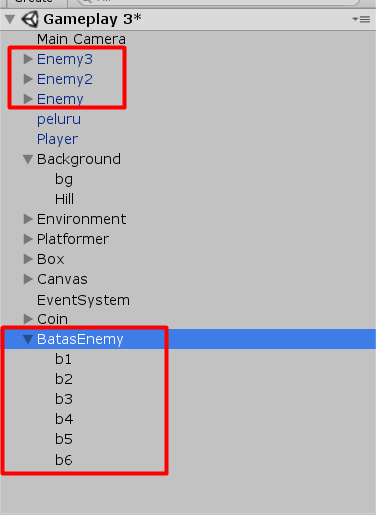 Gameplay 3*
Main Camera
Enemy3
Enemy2
Enemy
peluru
Player
Background
bg
Hill
Environment
Platformer
Box
Canvas
EventSystem
Coin
BatasEnemy
b1
b2
b3
b4
b5
b6